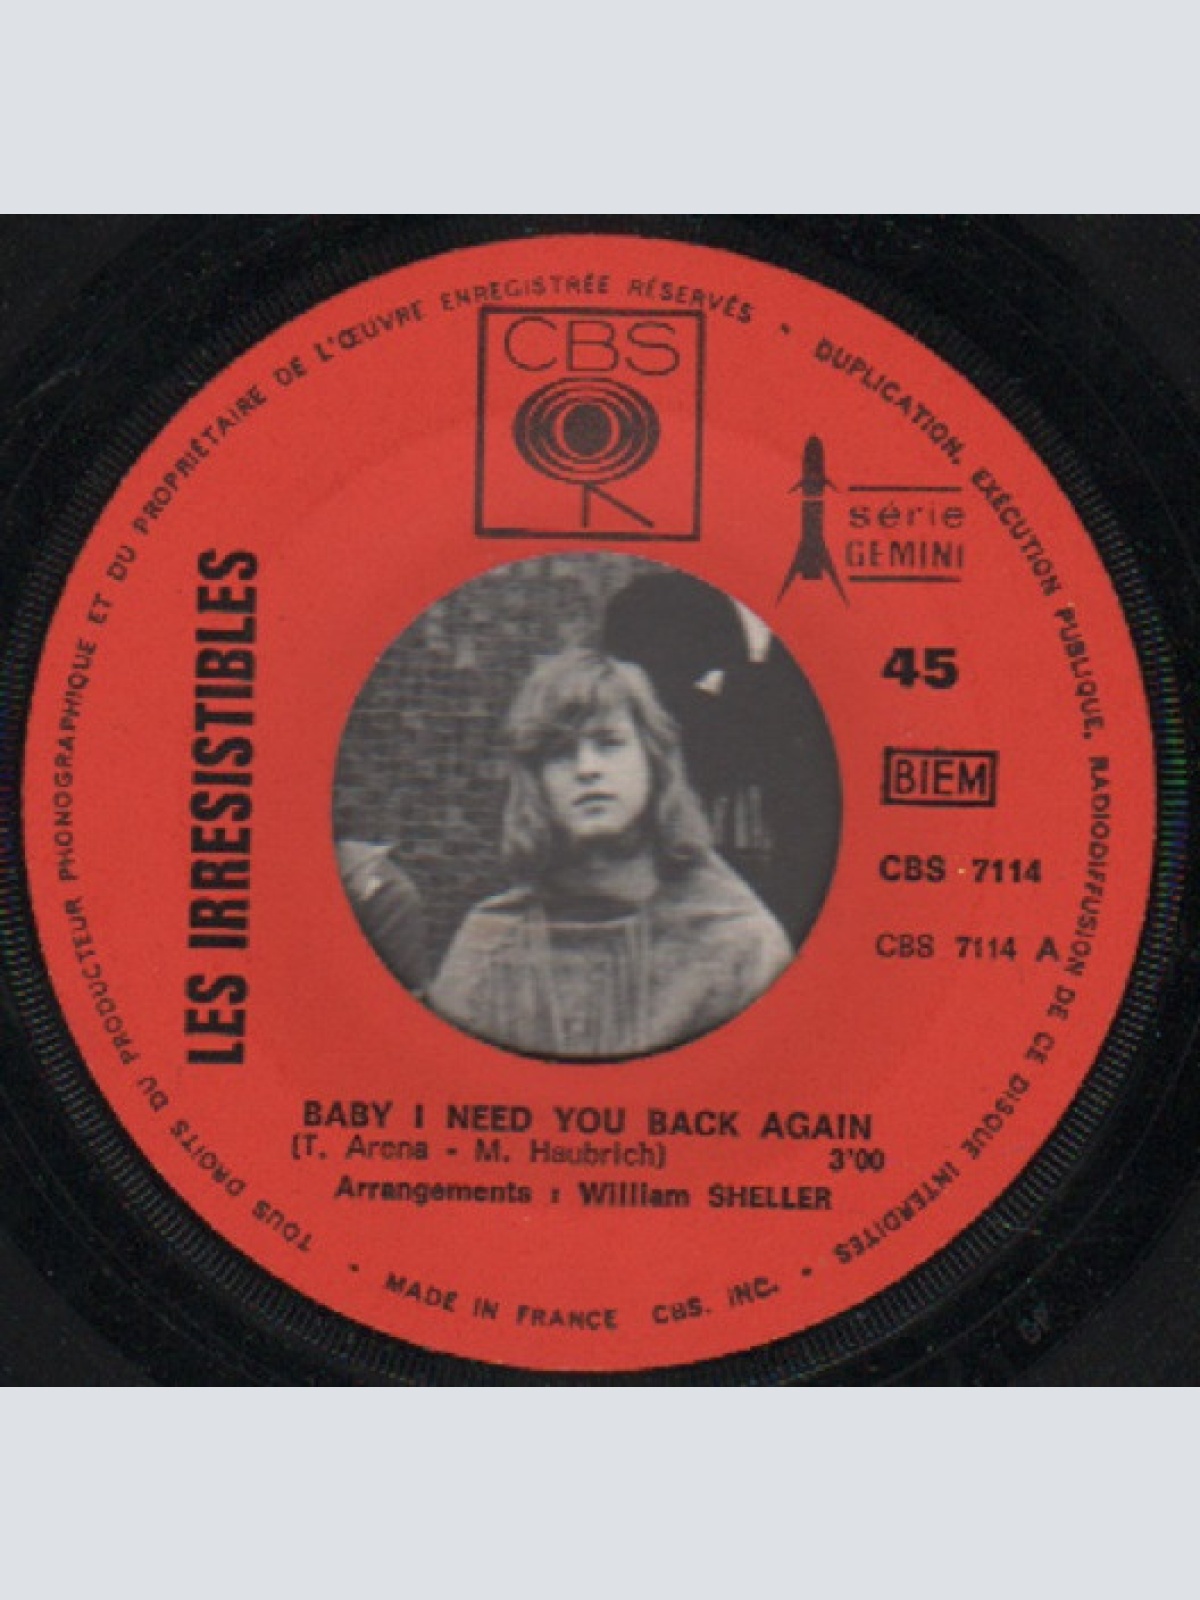 TOUS DROITS DU PRODUCTEUR PHONOGRAPHIQUE ET DU PROPRIÉTAIRE DE L'ŒUVRE ENREGISTRÉE RÉSERVÉS - DUPLICATION, EXÉCUTION PUBLIQUE, RADIODIFFUSION DE CE DISQUE INTERDITES -
CBS
série
GEMINI
45
BIEM
CBS · 7114
CBS 7114 A
LES IRRESISTIBLES
BABY I NEED YOU BACK AGAIN
(T. Arena - M. Haubrich) 3'00
Arrangements : William SHELLER
- MADE IN FRANCE CBS. INC.